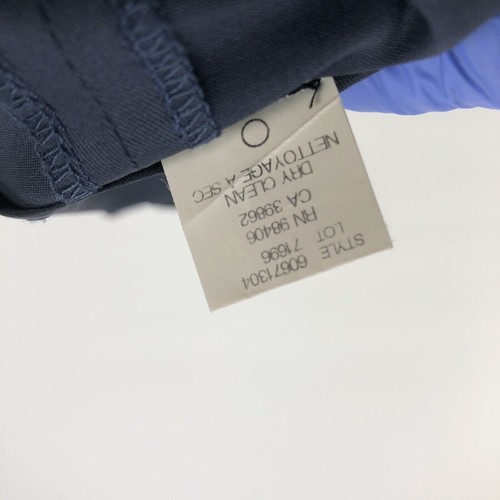 NETTOYAGE A SEC
DRY CLEAN
CA 39862
RN 98406
LOT 71696
STYLE 60671304